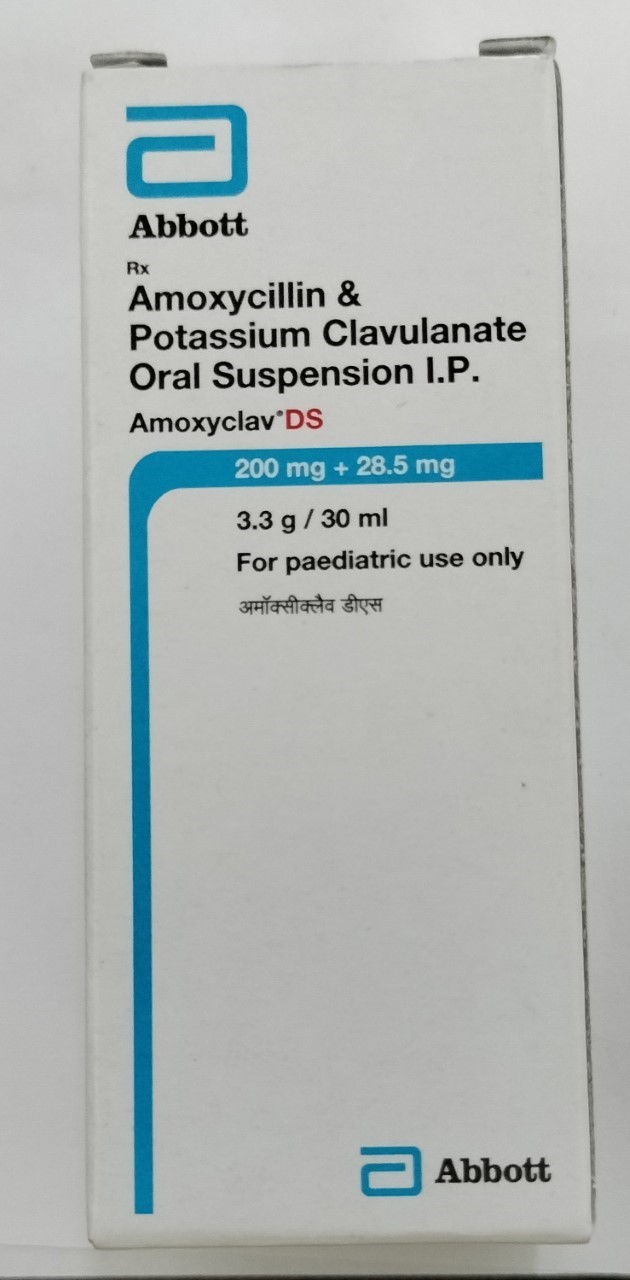 Abbott
Rx
Amoxycillin &
Potassium Clavulanate
Oral Suspension I.P.
Amoxyclav® DS
200 mg + 28.5 mg
3.3 g / 30 ml
For paediatric use only
अमॉक्सीक्लैव डीएस
Abbott